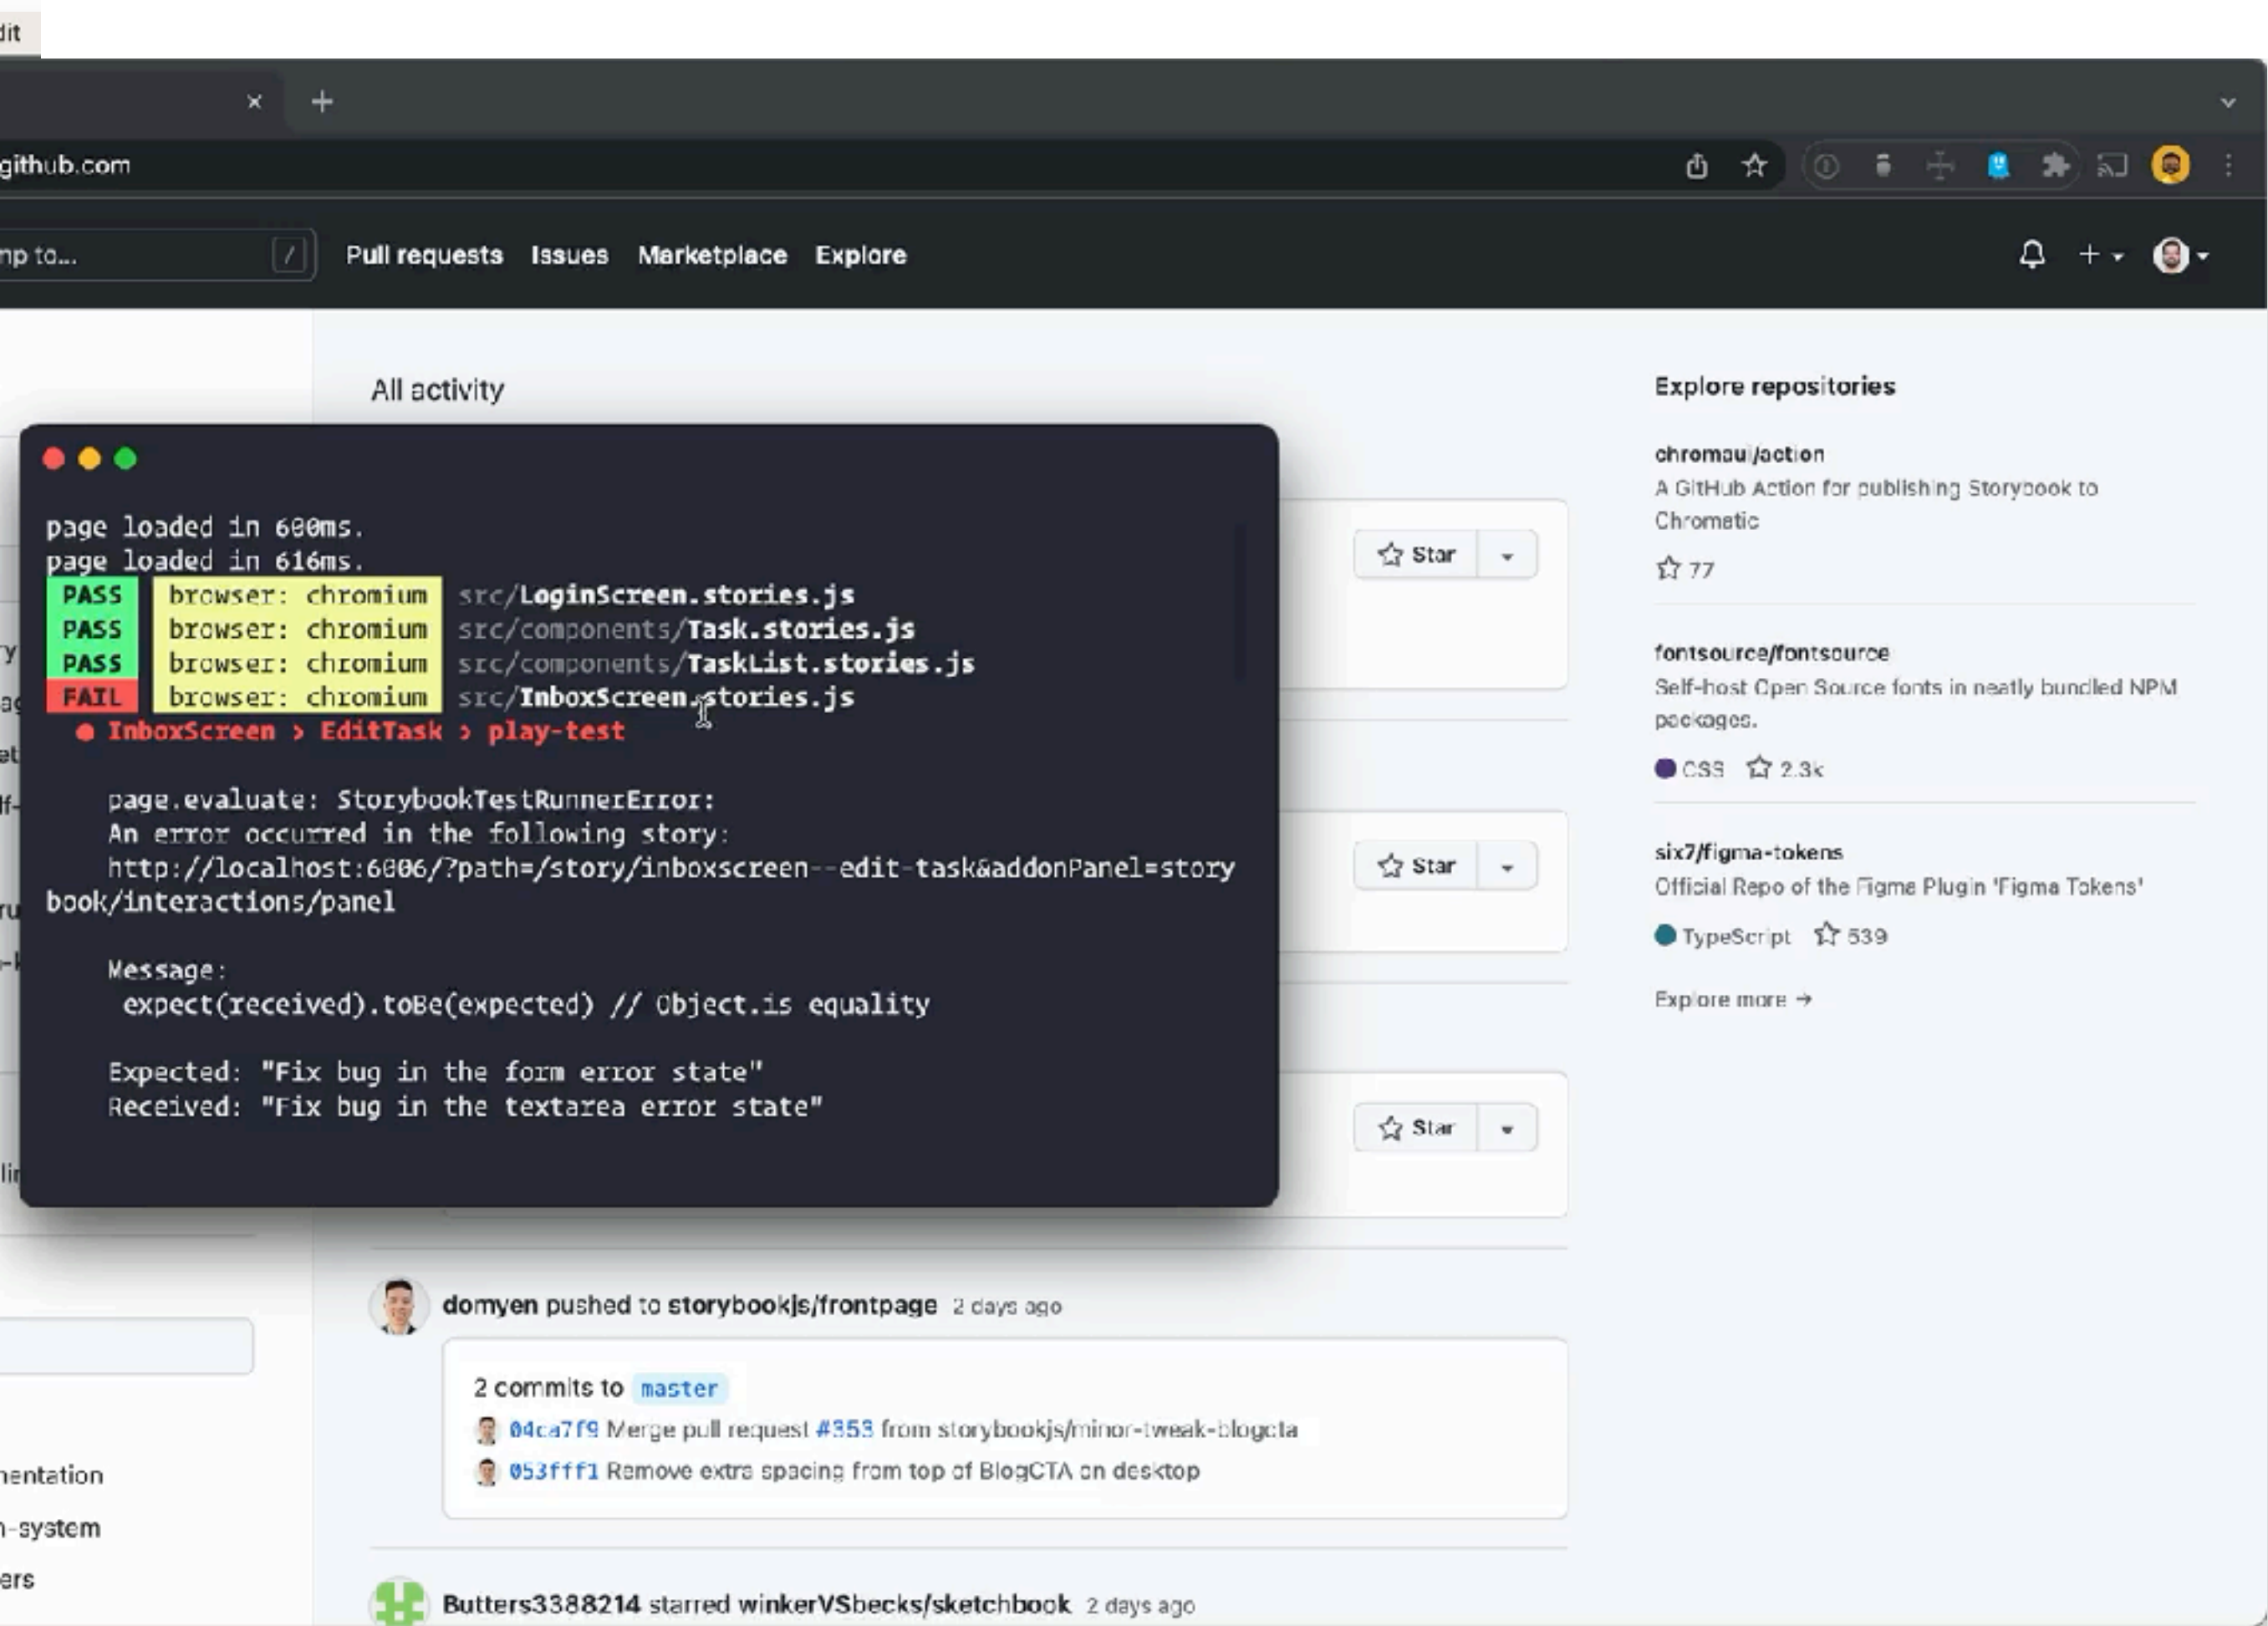 github.com
to...
/
Pull requests Issues Marketplace Explore
All activity
page loaded in 600ms.
page loaded in 616ms.
PASS browser: chromium src/LoginScreen.stories.js
PASS browser: chromium src/components/Task.stories.js
PASS browser: chromium src/components/TaskList.stories.js
FAIL browser: chromium src/InboxScreen.stories.js
● InboxScreen › EditTask › play-test
page.evaluate: StorybookTestRunnerError:
An error occurred in the following story:
http://localhost:6006/?path=/story/inboxscreen--edit-task&addonPanel=story
book/interactions/panel
Message:
expect(received).toBe(expected) // Object.is equality
Expected: "Fix bug in the form error state"
Received: "Fix bug in the textarea error state"
Star
Star
Star
domyen pushed to storybookjs/frontpage 2 days ago
2 commits to master
04ca7f9 Merge pull request #353 from storybookjs/minor-tweak-blogcta
053fff1 Remove extra spacing from top of BlogCTA on desktop
Butters3388214 starred winkerVSbecks/sketchbook 2 days ago
Explore repositories
chromaui/action
A GitHub Action for publishing Storybook to
Chromatic
77
fontsource/fontsource
Self-host Open Source fonts in neatly bundled NPM
packages.
CSS 2.3k
six7/figma-tokens
Official Repo of the Figma Plugin 'Figma Tokens'
TypeScript 539
Explore more →
-system